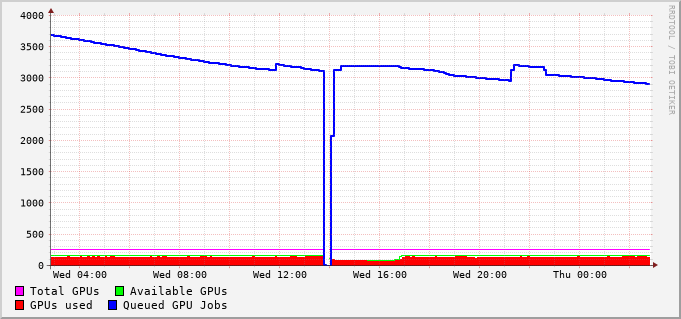 4000
3500
3000
2500
2000
1500
1000
500
0
Wed 04:00 Wed 08:00 Wed 12:00 Wed 16:00 Wed 20:00 Thu 00:00
Total GPUs Available GPUs
GPUs used Queued GPU Jobs
RRDTOOL / TOBI OETIKER